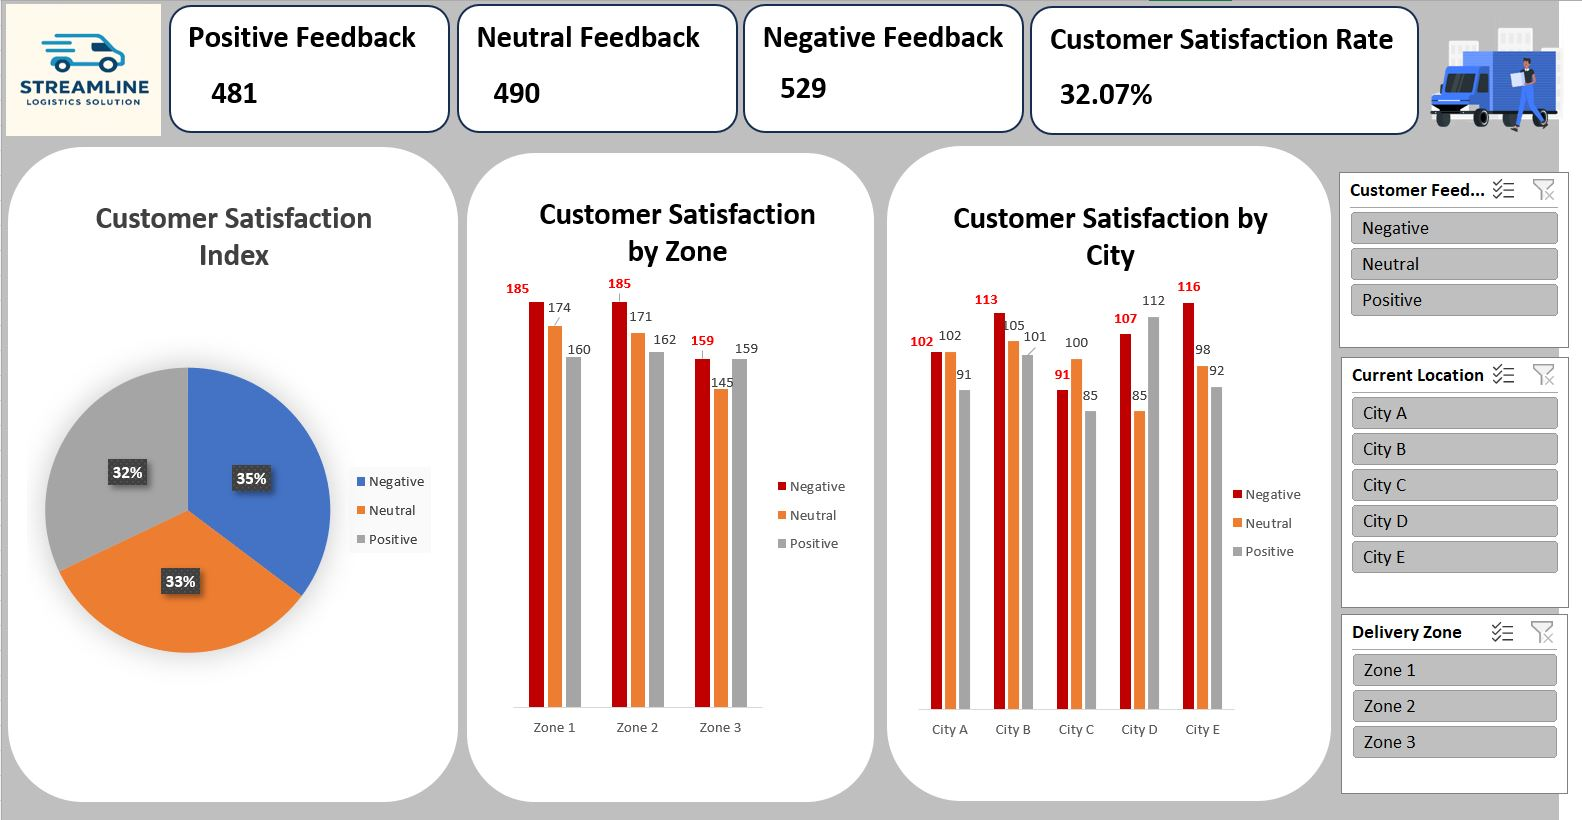 STREAMLINE
LOGISTICS SOLUTION
Positive Feedback
481
Neutral Feedback
490
Negative Feedback
529
Customer Satisfaction Rate
32.07%
Customer Satisfaction
Index
32%
35%
33%
Negative
Neutral
Positive
Customer Satisfaction
by Zone
185
174
160
185
171
162
159
145
159
Zone 1
Zone 2
Zone 3
Negative
Neutral
Positive
Customer Satisfaction by
City
102
102
91
113
105
101
91
100
85
107
85
112
116
98
92
City A
City B
City C
City D
City E
Negative
Neutral
Positive
Customer Feed...
Negative
Neutral
Positive
Current Location
City A
City B
City C
City D
City E
Delivery Zone
Zone 1
Zone 2
Zone 3